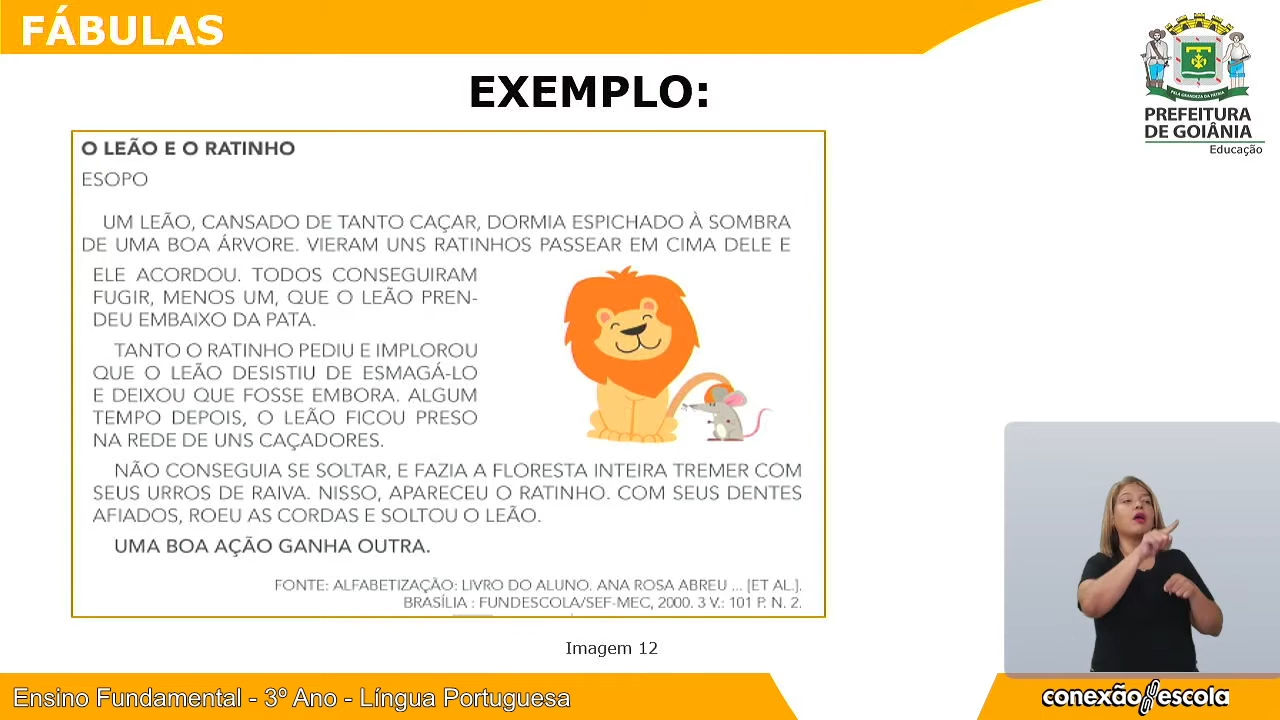 FÁBULAS
EXEMPLO:
PELA GRANDEZA DA PÁTRIA
PREFEITURA
DE GOIÂNIA
Educação
O LEÃO E O RATINHO
ESOPO
UM LEÃO, CANSADO DE TANTO CAÇAR, DORMIA ESPICHADO À SOMBRA
DE UMA BOA ÁRVORE. VIERAM UNS RATINHOS PASSEAR EM CIMA DELE E
ELE ACORDOU. TODOS CONSEGUIRAM
FUGIR, MENOS UM, QUE O LEÃO PREN-
DEU EMBAIXO DA PATA.
TANTO O RATINHO PEDIU E IMPLOROU
QUE O LEÃO DESISTIU DE ESMAGÁ-LO
E DEIXOU QUE FOSSE EMBORA. ALGUM
TEMPO DEPOIS, O LEÃO FICOU PRESO
NA REDE DE UNS CAÇADORES.
NÃO CONSEGUIA SE SOLTAR, E FAZIA A FLORESTA INTEIRA TREMER COM
SEUS URROS DE RAIVA. NISSO, APARECEU O RATINHO. COM SEUS DENTES
AFIADOS, ROEU AS CORDAS E SOLTOU O LEÃO.
UMA BOA AÇÃO GANHA OUTRA.
FONTE: ALFABETIZAÇÃO: LIVRO DO ALUNO. ANA ROSA ABREU ... [ET AL.].
BRASÍLIA : FUNDESCOLA/SEF-MEC, 2000. 3 V.: 101 P. N. 2.
Imagem 12
Ensino Fundamental - 3º Ano - Língua Portuguesa
conexão escola